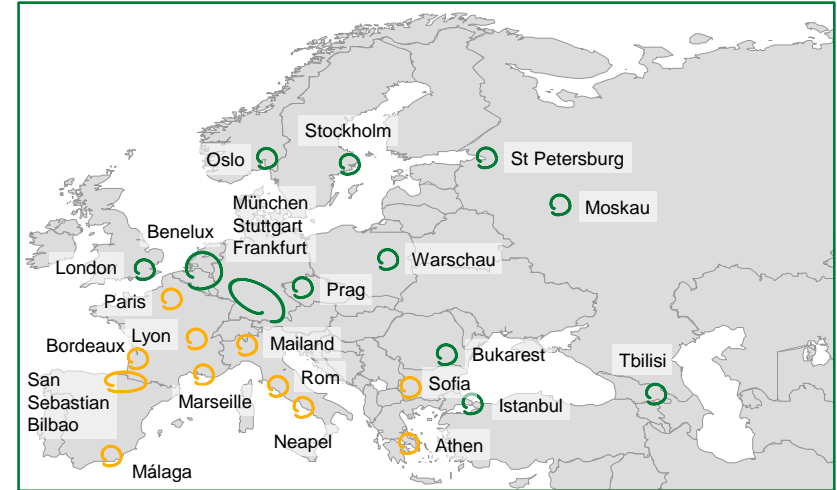 Stockholm
Oslo
St Petersburg
München
Stuttgart
Frankfurt
Moskau
Benelux
Warschau
London
Prag
Paris
Lyon
Mailand
Bordeaux
Bukarest
Tbilisi
San
Sebastian
Bilbao
Rom
Sofia
Marseille
Istanbul
Neapel
Athen
Málaga